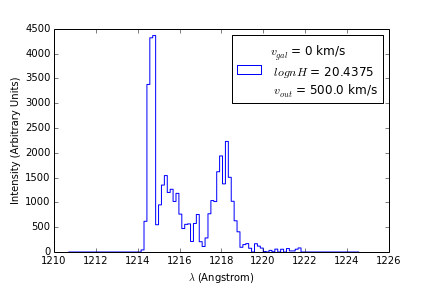 4500
4000
3500
3000
2500
2000
1500
1000
500
0
Intensity (Arbitrary Units)
v_gal = 0 km/s
lognH = 20.4375
v_out = 500.0 km/s
1210 1212 1214 1216 1218 1220 1222 1224 1226
λ (Angstrom)